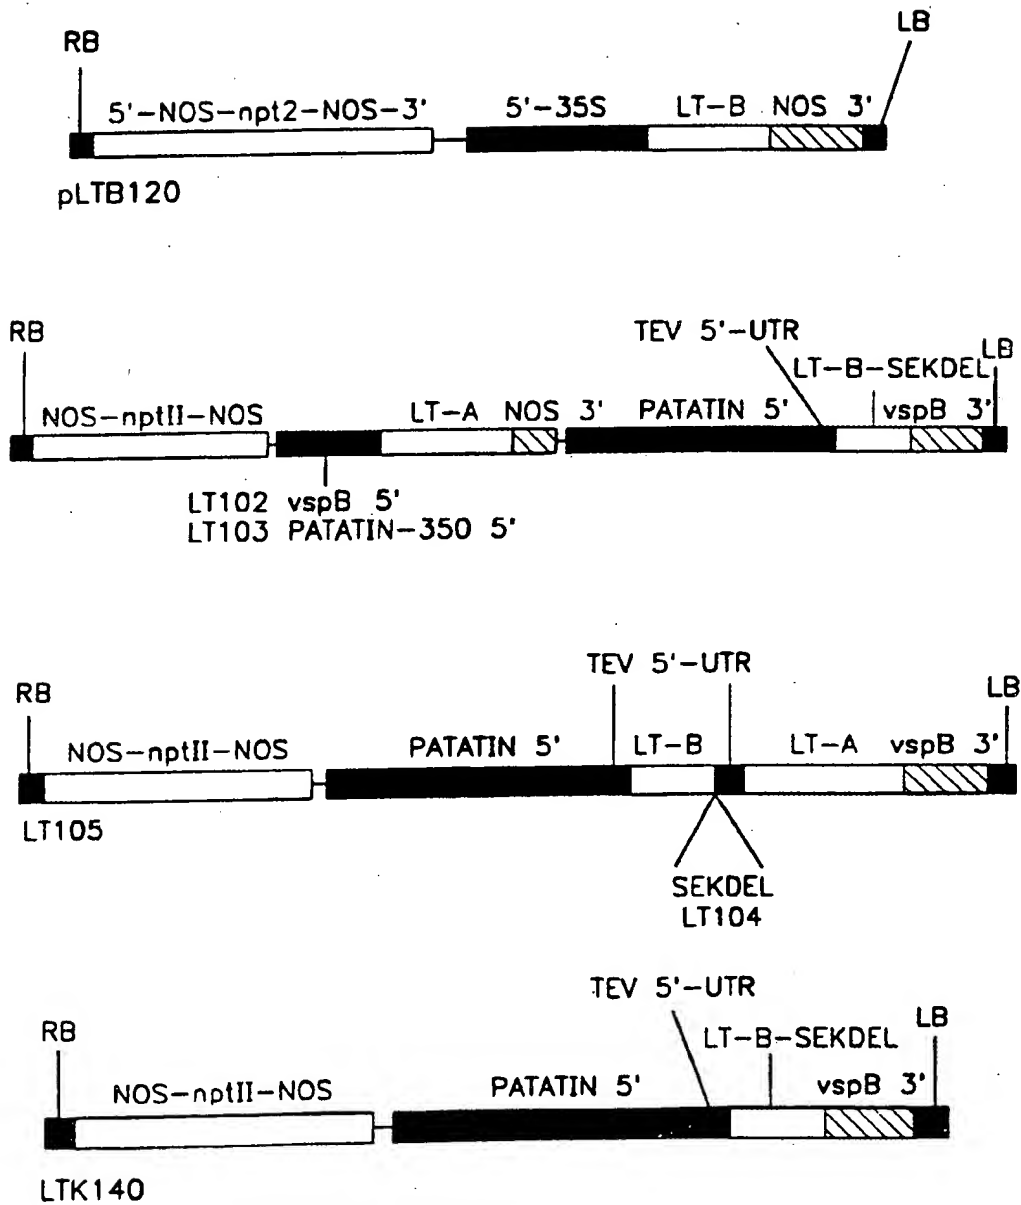 RB
LB
5'-NOS-npt2-NOS-3'
5'-35S
LT-B
NOS 3'
pLTB120
RB
TEV 5'-UTR
LB
LT-B-SEKDEL
NOS-nptII-NOS
LT-A
NOS 3'
PATATIN 5'
vspB 3'
LT102 vspB 5'
LT103 PATATIN-350 5'
TEV 5'-UTR
RB
LB
NOS-nptII-NOS
PATATIN 5'
LT-B
LT-A
vspB 3'
LT105
SEKDEL
LT104
TEV 5'-UTR
RB
LB
LT-B-SEKDEL
NOS-nptII-NOS
PATATIN 5'
vspB 3'
LTK140